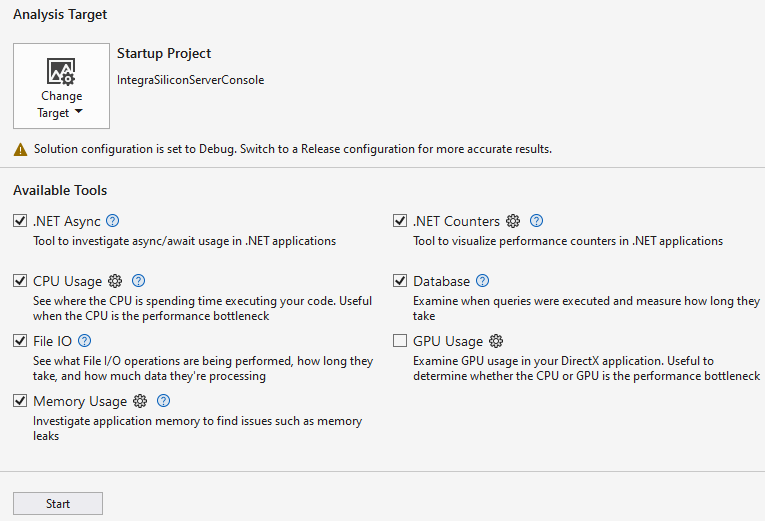 Analysis Target
Change
Target
Startup Project
IntegraSiliconServerConsole
Solution configuration is set to Debug. Switch to a Release configuration for more accurate results.
Available Tools
.NET Async ?
Tool to investigate async/await usage in .NET applications
.NET Counters ?
Tool to visualize performance counters in .NET applications
CPU Usage ?
See where the CPU is spending time executing your code. Useful
when the CPU is the performance bottleneck
Database ?
Examine when queries were executed and measure how long they
take
File IO ?
See what File I/O operations are being performed, how long they
take, and how much data they're processing
GPU Usage
Examine GPU usage in your DirectX application. Useful to
determine whether the CPU or GPU is the performance bottleneck
Memory Usage ?
Investigate application memory to find issues such as memory
leaks
Start